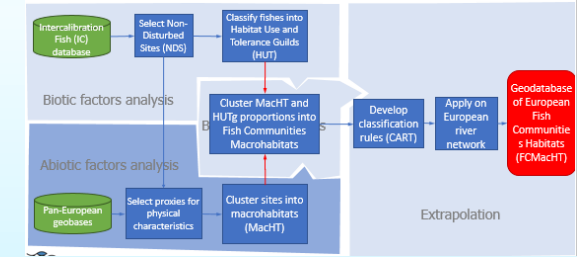 Intercalibration
Fish (IC)
database
Select Non-
Disturbed
Sites (NDS)
Classify fishes into
Habitat Use and
Tolerance Guilds
(HUT)
Biotic factors analysis
Cluster MacHT and
HUTg proportions into
Fish Communities
Macrohabitats
Develop
classification
rules (CART)
Apply on
European
river
network
Geodatabase
of European
Fish
Communitie
s Habitats
(FCMacHT)
Abiotic factors analysis
Pan-European
geobases
Select proxies for
physical
characteristics
Cluster sites into
macrohabitats
(MacHT)
Extrapolation